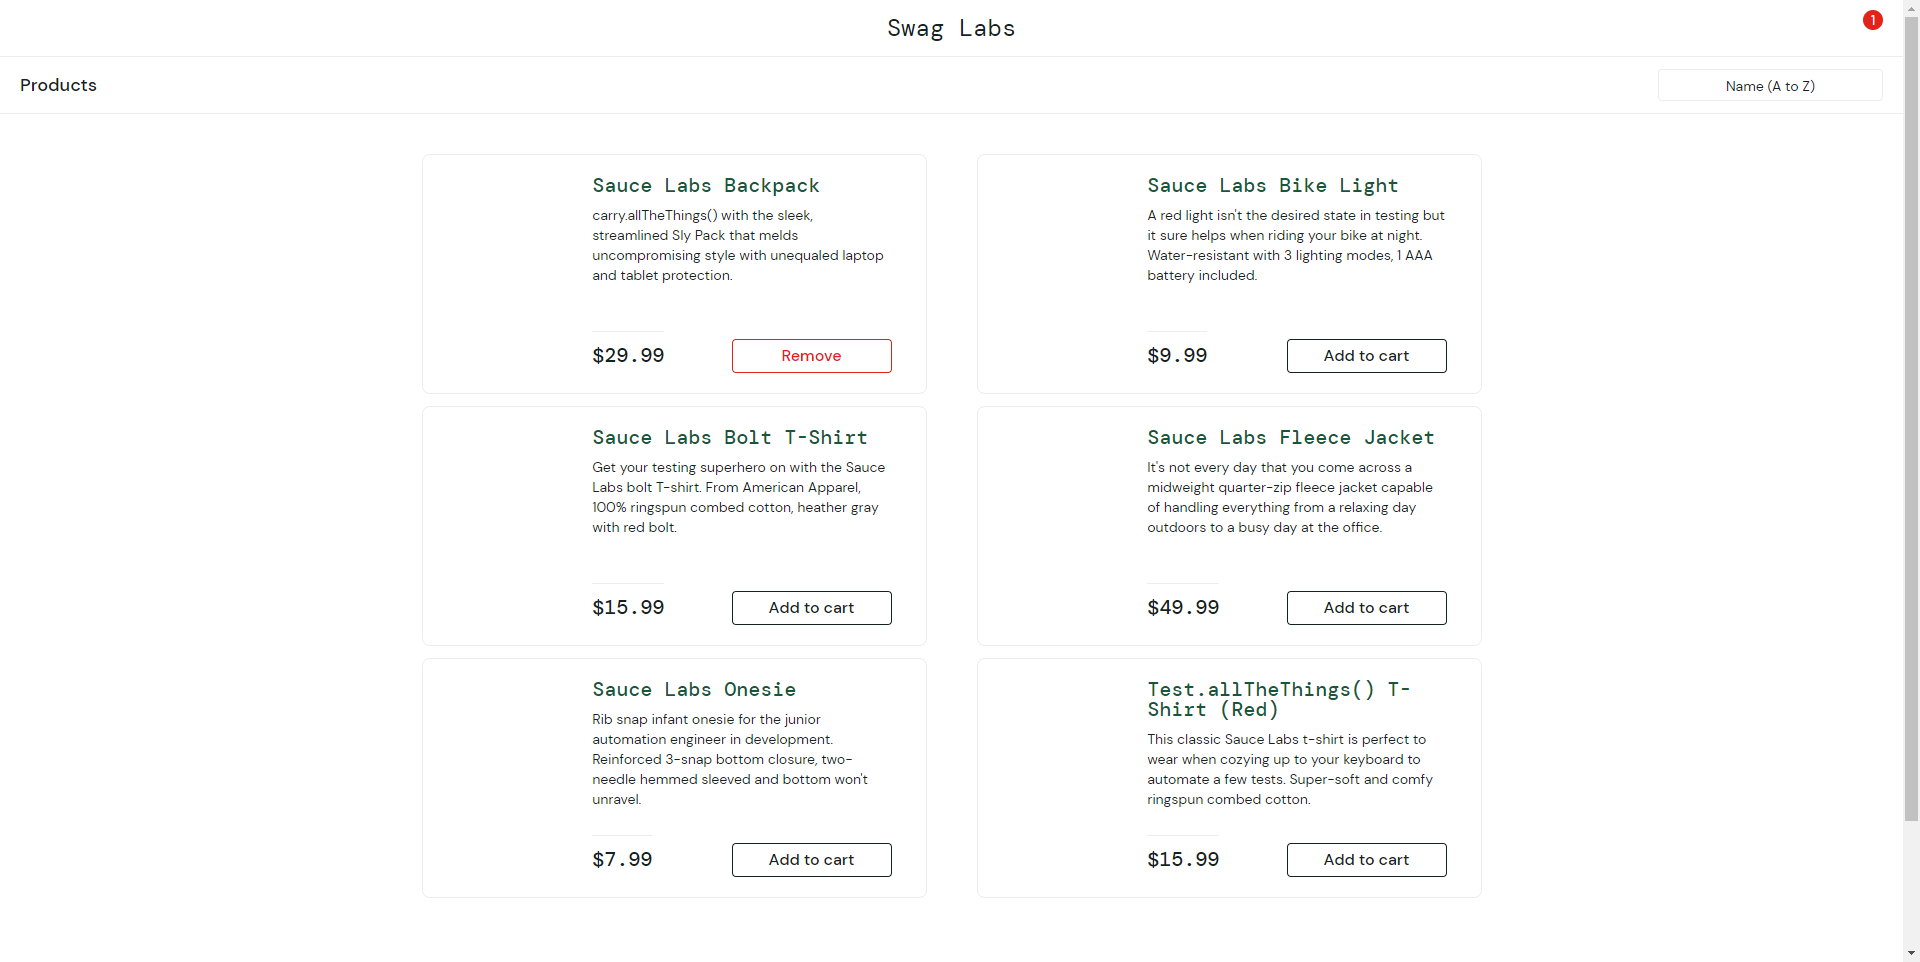 Swag Labs
1
Products
Name (A to Z)
Sauce Labs Backpack
carry.allTheThings() with the sleek,
streamlined Sly Pack that melds
uncompromising style with unequaled laptop
and tablet protection.
$29.99
Remove
Sauce Labs Bike Light
A red light isn't the desired state in testing but
it sure helps when riding your bike at night.
Water-resistant with 3 lighting modes, 1 AAA
battery included.
$9.99
Add to cart
Sauce Labs Bolt T-Shirt
Get your testing superhero on with the Sauce
Labs bolt T-shirt. From American Apparel,
100% ringspun combed cotton, heather gray
with red bolt.
$15.99
Add to cart
Sauce Labs Fleece Jacket
It's not every day that you come across a
midweight quarter-zip fleece jacket capable
of handling everything from a relaxing day
outdoors to a busy day at the office.
$49.99
Add to cart
Sauce Labs Onesie
Rib snap infant onesie for the junior
automation engineer in development.
Reinforced 3-snap bottom closure, two-
needle hemmed sleeved and bottom won't
unravel.
$7.99
Add to cart
Test.allTheThings() T-
Shirt (Red)
This classic Sauce Labs t-shirt is perfect to
wear when cozying up to your keyboard to
automate a few tests. Super-soft and comfy
ringspun combed cotton.
$15.99
Add to cart